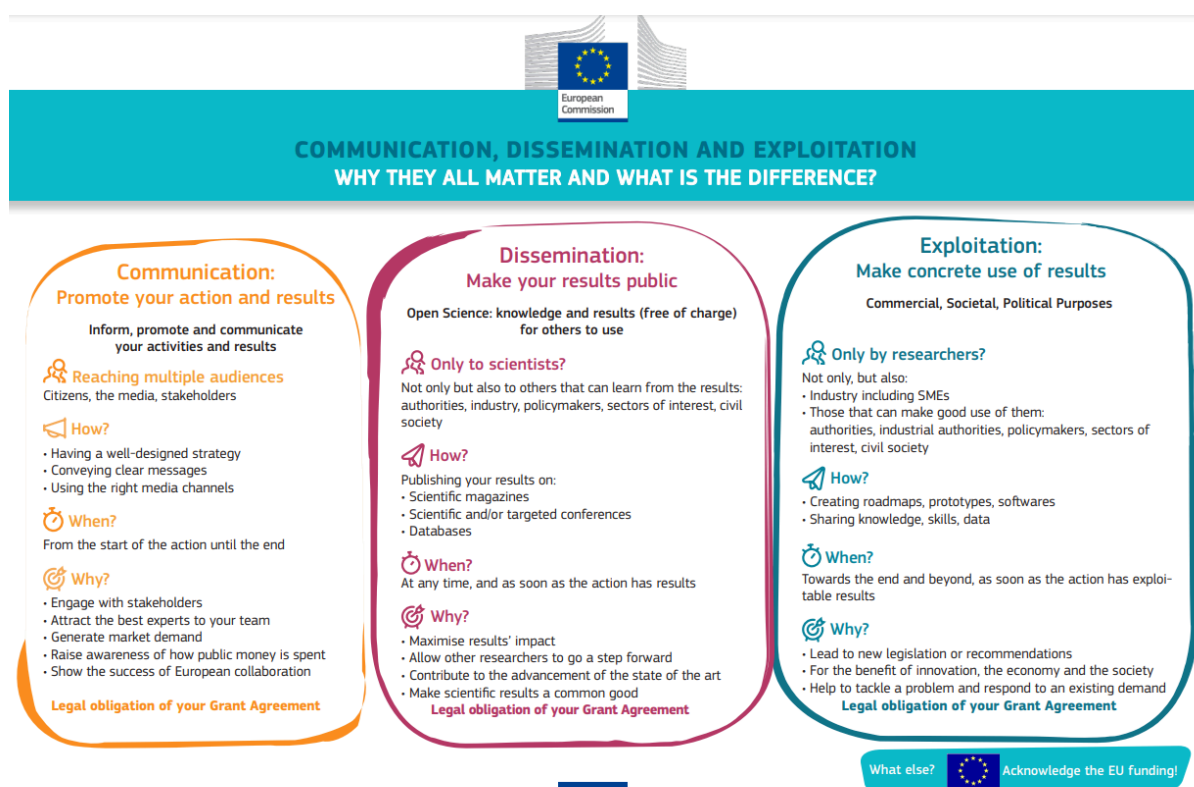 European
Commission
COMMUNICATION, DISSEMINATION AND EXPLOITATION
WHY THEY ALL MATTER AND WHAT IS THE DIFFERENCE?
Communication:
Promote your action and results
Inform, promote and communicate
your activities and results
Reaching multiple audiences
Citizens, the media, stakeholders
How?
• Having a well-designed strategy
• Conveying clear messages
• Using the right media channels
When?
From the start of the action until the end
Why?
• Engage with stakeholders
• Attract the best experts to your team
• Generate market demand
• Raise awareness of how public money is spent
• Show the success of European collaboration
Legal obligation of your Grant Agreement
Dissemination:
Make your results public
Open Science: knowledge and results (free of charge)
for others to use
Only to scientists?
Not only but also to others that can learn from the results:
authorities, industry, policymakers, sectors of interest, civil
society
How?
Publishing your results on:
• Scientific magazines
• Scientific and/or targeted conferences
• Databases
When?
At any time, and as soon as the action has results
Why?
• Maximise results' impact
• Allow other researchers to go a step forward
• Contribute to the advancement of the state of the art
• Make scientific results a common good
Legal obligation of your Grant Agreement
Exploitation:
Make concrete use of results
Commercial, Societal, Political Purposes
Only by researchers?
Not only, but also:
• Industry including SMEs
• Those that can make good use of them:
authorities, industrial authorities, policymakers, sectors of
interest, civil society
How?
• Creating roadmaps, prototypes, softwares
• Sharing knowledge, skills, data
When?
Towards the end and beyond, as soon as the action has exploi-
table results
Why?
• Lead to new legislation or recommendations
• For the benefit of innovation, the economy and the society
• Help to tackle a problem and respond to an existing demand
Legal obligation of your Grant Agreement
What else?
Acknowledge the EU funding!